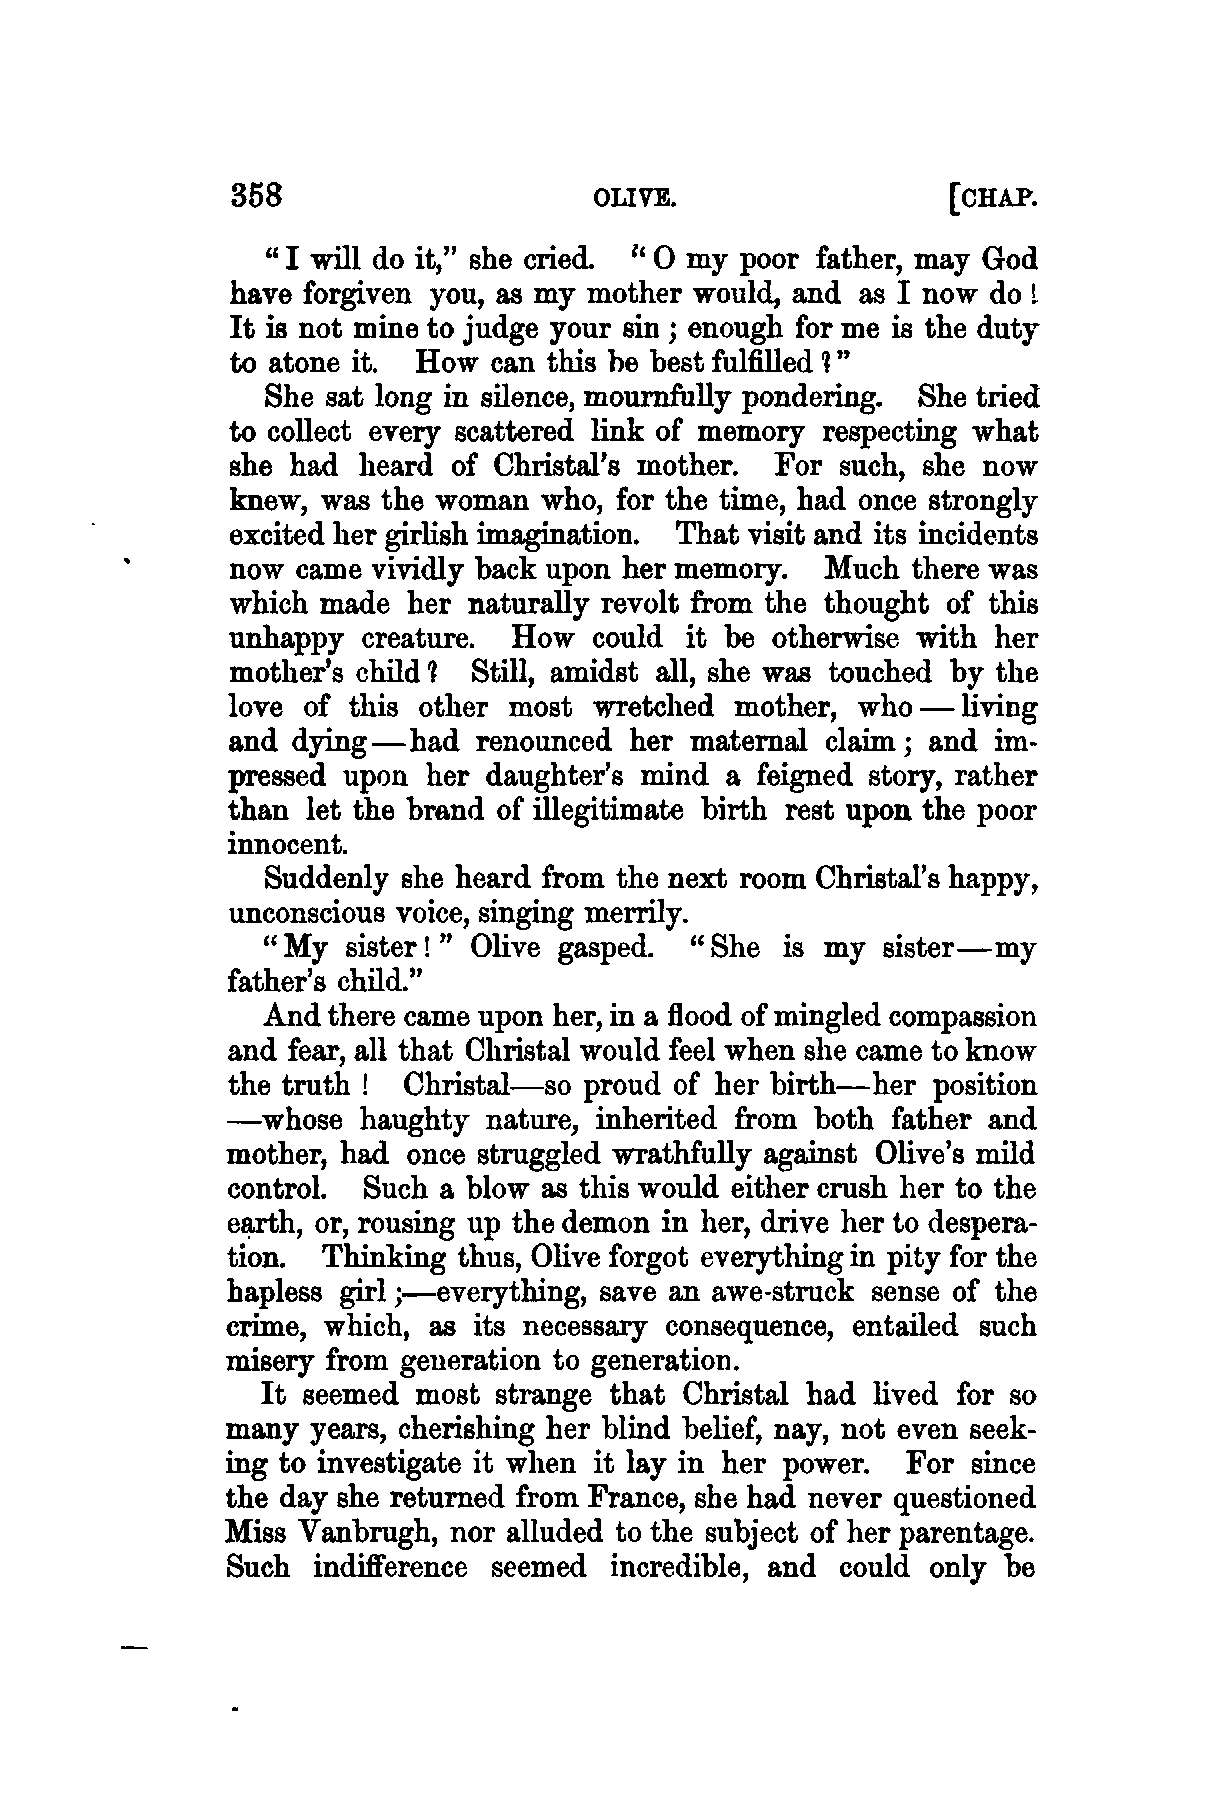 358 OLIVE. [CHAP.
“I will do it,” she cried. “O my poor father, may God
have forgiven you, as my mother would, and as I now do!
It is not mine to judge your sin; enough for me is the duty
to atone it. How can this be best fulfilled?”
She sat long in silence, mournfully pondering. She tried
to collect every scattered link of memory respecting what
she had heard of Christal’s mother. For such, she now
knew, was the woman who, for the time, had once strongly
excited her girlish imagination. That visit and its incidents
now came vividly back upon her memory. Much there was
which made her naturally revolt from the thought of this
unhappy creature. How could it be otherwise with her
mother’s child? Still, amidst all, she was touched by the
love of this other most wretched mother, who—living
and dying—had renounced her maternal claim; and im-
pressed upon her daughter’s mind a feigned story, rather
than let the brand of illegitimate birth rest upon the poor
innocent.
Suddenly she heard from the next room Christal’s happy,
unconscious voice, singing merrily.
“My sister!” Olive gasped. “She is my sister—my
father’s child.”
And there came upon her, in a flood of mingled compassion
and fear, all that Christal would feel when she came to know
the truth! Christal—so proud of her birth—her position
—whose haughty nature, inherited from both father and
mother, had once struggled wrathfully against Olive’s mild
control. Such a blow as this would either crush her to the
earth, or, rousing up the demon in her, drive her to despera-
tion. Thinking thus, Olive forgot everything in pity for the
hapless girl;—everything, save an awe-struck sense of the
crime, which, as its necessary consequence, entailed such
misery from generation to generation.
It seemed most strange that Christal had lived for so
many years, cherishing her blind belief, nay, not even seek-
ing to investigate it when it lay in her power. For since
the day she returned from France, she had never questioned
Miss Vanbrugh, nor alluded to the subject of her parentage.
Such indifference seemed incredible, and could only be